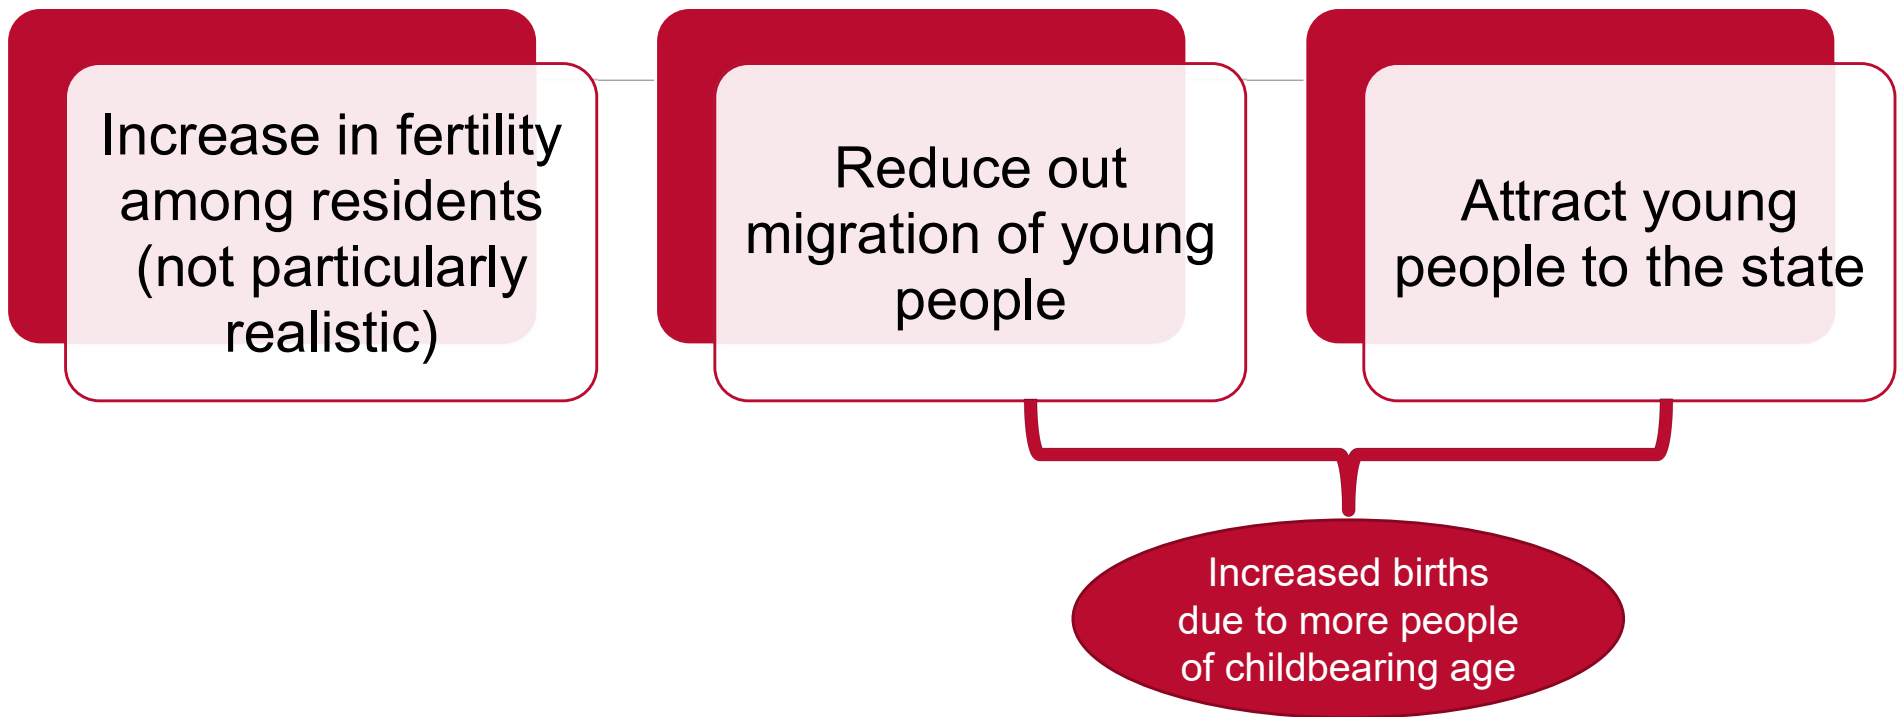 Increase in fertility
among residents
(not particularly
realistic)
Reduce out
migration of young
people
Attract young
people to the state
Increased births
due to more people
of childbearing age